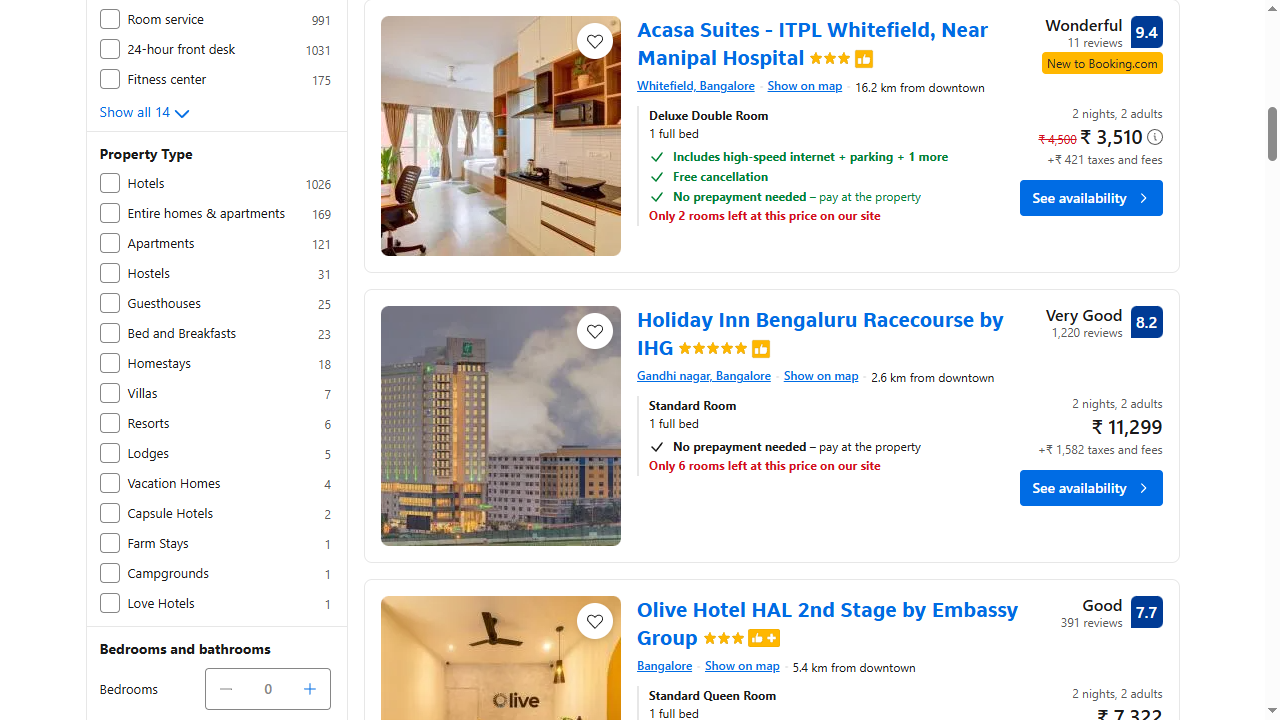 Room service 991
24-hour front desk 1031
Fitness center 175
Show all 14
Property Type
Hotels 1026
Entire homes & apartments 169
Apartments 121
Hostels 31
Guesthouses 25
Bed and Breakfasts 23
Homestays 18
Villas 7
Resorts 6
Lodges 5
Vacation Homes 4
Capsule Hotels 2
Farm Stays 1
Campgrounds 1
Love Hotels 1
Bedrooms and bathrooms
Bedrooms 0
Acasa Suites - ITPL Whitefield, Near
Manipal Hospital
Wonderful 9.4
11 reviews
New to Booking.com
Whitefield, Bangalore · Show on map · 16.2 km from downtown
Deluxe Double Room
1 full bed
Includes high-speed internet + parking + 1 more
Free cancellation
No prepayment needed – pay at the property
Only 2 rooms left at this price on our site
2 nights, 2 adults
₹ 4,500 ₹ 3,510
+₹ 421 taxes and fees
See availability
Holiday Inn Bengaluru Racecourse by
IHG
Very Good 8.2
1,220 reviews
Gandhi nagar, Bangalore · Show on map · 2.6 km from downtown
Standard Room
1 full bed
No prepayment needed – pay at the property
Only 6 rooms left at this price on our site
2 nights, 2 adults
₹ 11,299
+₹ 1,582 taxes and fees
See availability
Olive
Olive Hotel HAL 2nd Stage by Embassy
Group
Good 7.7
391 reviews
Bangalore · Show on map · 5.4 km from downtown
Standard Queen Room
1 full bed
2 nights, 2 adults
₹ 7,322